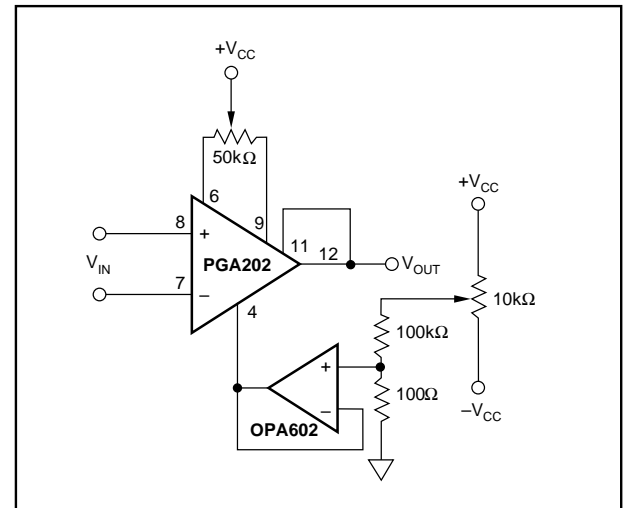 +VCC
50kΩ
6
9
8
+
11
12
VOUT
+VCC
VIN
PGA202
7
–
4
10kΩ
100kΩ
+
100Ω
–VCC
–
OPA602